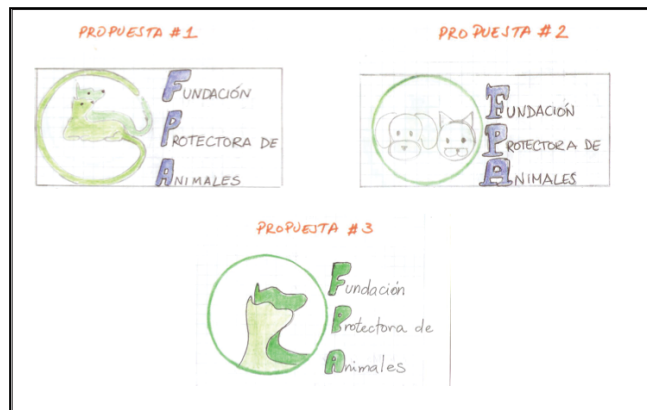 PROPUESTA #1
FUNDACIÓN
PROTECTORA DE
ANIMALES
PROPUESTA #2
FUNDACIÓN
PROTECTORA DE
ANIMALES
PROPUESTA #3
Fundación
Protectora de
Animales